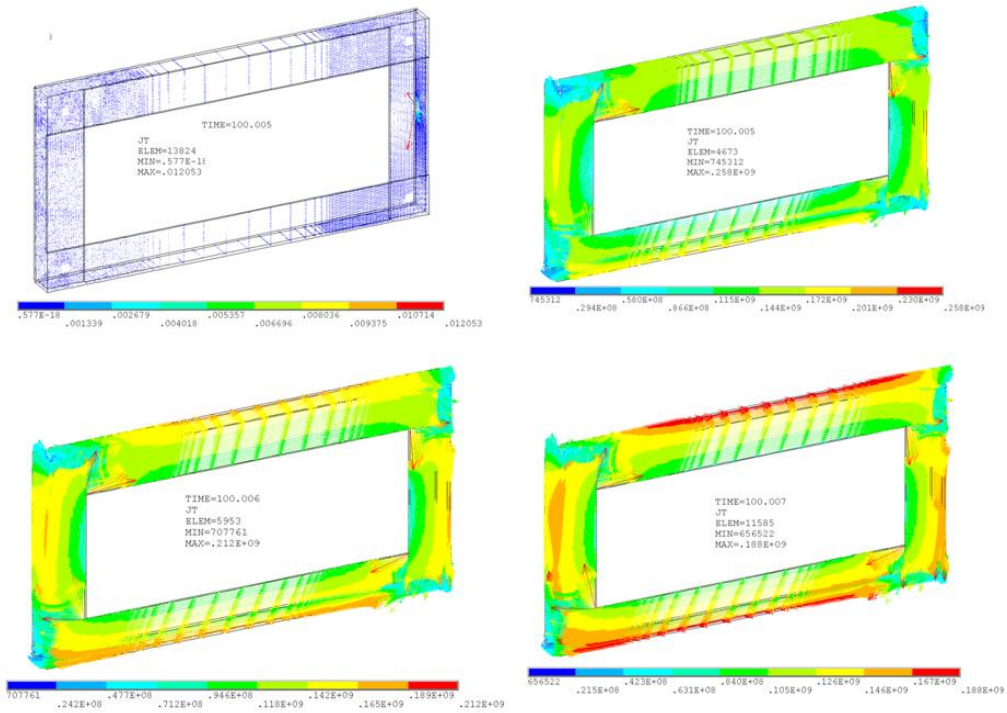 TIME=100.005
JT
ELEM=13824
MIN=.577E-18
MAX=.012053
.577E-18 .002679 .005357 .008036 .010714
.001339 .004018 .006696 .009375 .012053
TIME=100.005
JT
ELEM=4673
MIN=745312
MAX=.258E+09
745312 .580E+08 .115E+09 .172E+09 .230E+09
.294E+08 .866E+08 .144E+09 .201E+09 .258E+09
TIME=100.006
JT
ELEM=5953
MIN=707761
MAX=.212E+09
707761 .477E+08 .946E+08 .142E+09 .189E+09
.242E+08 .712E+08 .118E+09 .165E+09 .212E+09
TIME=100.007
JT
ELEM=11585
MIN=656522
MAX=.188E+09
656522 .423E+08 .840E+08 .126E+09 .167E+09
.215E+08 .631E+08 .105E+09 .146E+09 .188E+09